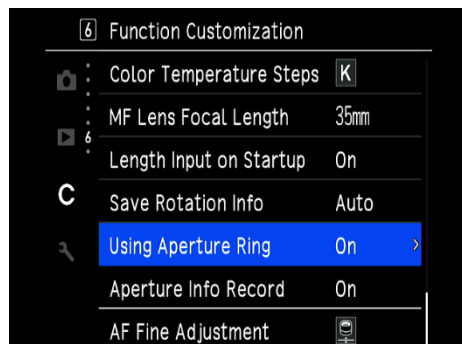 6 Function Customization
Color Temperature Steps K
MF Lens Focal Length 35mm
6
Length Input on Startup On
C Save Rotation Info Auto
Using Aperture Ring On >
Aperture Info Record On
AF Fine Adjustment